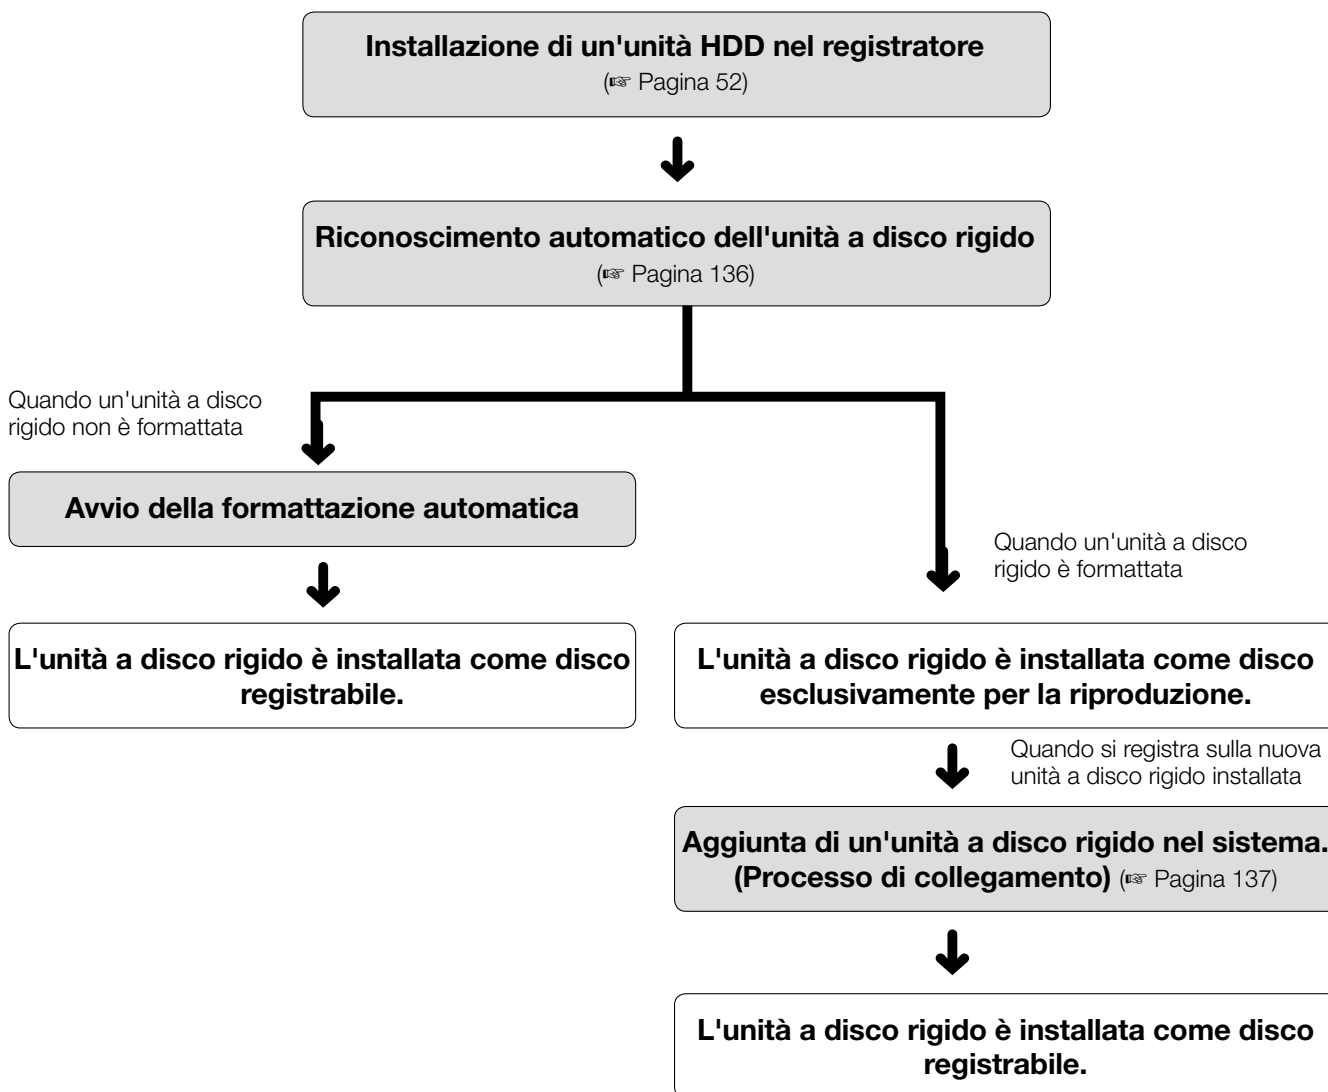 Installazione di un'unità HDD nel registratore
(☞ Pagina 52)
Riconoscimento automatico dell'unità a disco rigido
(☞ Pagina 136)
Quando un'unità a disco
rigido non è formattata
Avvio della formattazione automatica
L'unità a disco rigido è installata come disco
registrabile.
Quando un'unità a disco
rigido è formattata
L'unità a disco rigido è installata come disco
esclusivamente per la riproduzione.
Quando si registra sulla nuova
unità a disco rigido installata
Aggiunta di un'unità a disco rigido nel sistema.
(Processo di collegamento) (☞ Pagina 137)
L'unità a disco rigido è installata come disco
registrabile.